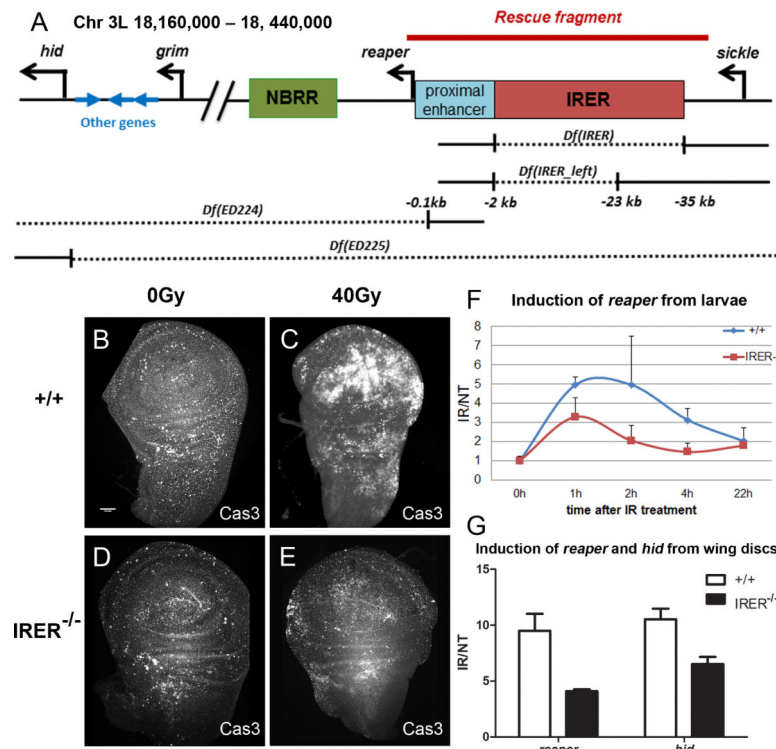 A Chr 3L 18,160,000 – 18, 440,000
Rescue fragment
hid grim reaper sickle
NBRR proximal enhancer IRER
Other genes
Df(IRER)
Df(IRER_left)
-0.1kb -2 kb -23 kb -35 kb
Df(ED224)
Df(ED225)
0Gy 40Gy
B C
+/+
Cas3 Cas3
D E
IRER-/-
Cas3 Cas3
F Induction of reaper from larvae
8
7
6
5
4
3
2
1
0
IR/NT
+/+
IRER-
0h 1h 2h 4h 22h
time after IR treatment
G
Induction of reaper and hid from wing discs
15
10
5
0
IR/NT
+/+
IRER-/-
reaper hid